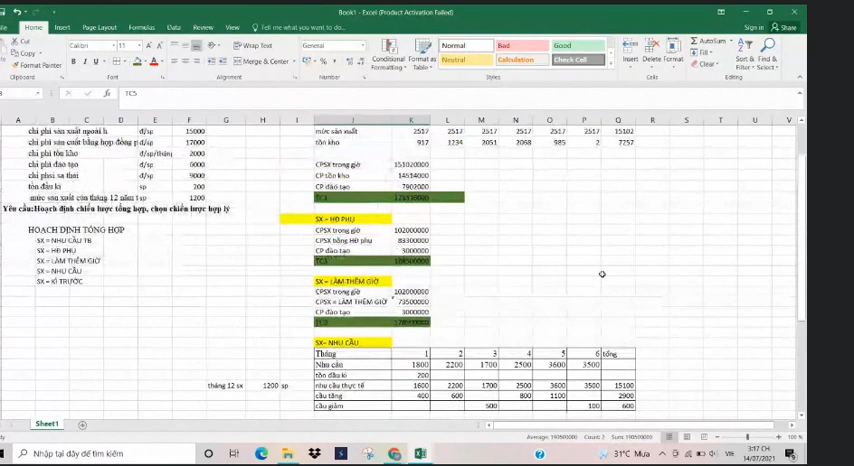 Book1 - Excel (Product Activation Failed)
Home Insert Page Layout Formulas Data Review View Tell me what you want to do... Sign in Share
Cut
Copy
Format Painter
Calibri 11
Wrap Text
Merge & Center
General
Conditional Formatting
Format as Table
Normal Bad Good
Neutral Calculation Check Cell
Insert Delete Format
AutoSum
Fill
Clear
Sort & Filter
Find & Select
Clipboard Font Alignment Number Styles Cells Editing
TC5
A B C D E F G H I J K L M N O P Q R S T U V
chi phí sản xuất ngoài h đ/sp 15000 mức sản xuất 2517 2517 2517 2517 2517 2517 15102
chi phí sản xuất bằng hợp đồng p đ/sp 17000 tồn kho 917 1234 2051 2068 985 2 7257
chi phí tồn kho đ/sp/tháng 2000
chi phí đào tạo đ/sp 6000 CPSX trong giờ 151020000
đ/sp 9000 CP tồn kho 14514000
tồn đầu kì sp 200 CP đào tạo 7902000
mức sản xuất của tháng 12 năm t sp 1200 TC1
Yêu cầu:Hoạch định chiến lược tổng hợp, chọn chiến lược hợp lý
SX = HĐ PHỤ
HOẠCH ĐỊNH TỔNG HỢP CPSX trong giờ 102000000
SX = NHU CẦU TB CPSX bằng HĐ phụ 83300000
SX = HĐ PHỤ CP đào tạo 3000000
SX = LÀM THÊM GIỜ
SX = NHU CẦU SX = LÀM THÊM GIỜ
SX = KÌ TRƯỚC CPSX trong giờ 102000000
CPSX = LÀM THÊM GIỜ 73500000
CP đào tạo 3000000
SX= NHU CẦU
Tháng 1 2 3 4 5 6 tổng
Nhu cầu 1800 2200 1700 2500 3600 3500
tồn đầu kì 200
tháng 12 sx 1200 sp nhu cầu thực tế 1600 2200 1700 2500 3600 3500 15100
cầu tăng 400 600 800 1100 2900
cầu giảm 500 100 600
Sheet1
Average: 190500000 Count: 2 Sum: 190500000 100 %
Nhập tại đây để tìm kiếm
31°C Mưa VIE 3:17 CH
14/07/2021